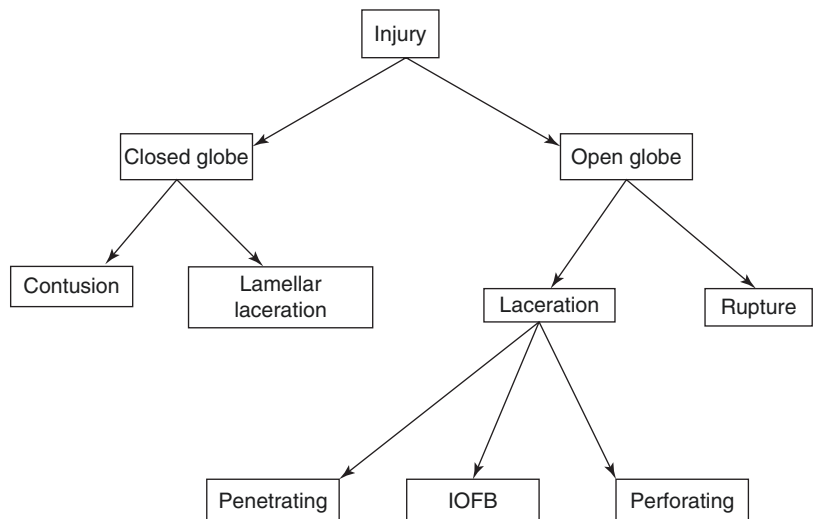 Injury
Closed globe
Open globe
Contusion
Lamellar
laceration
Laceration
Rupture
Penetrating
IOFB
Perforating